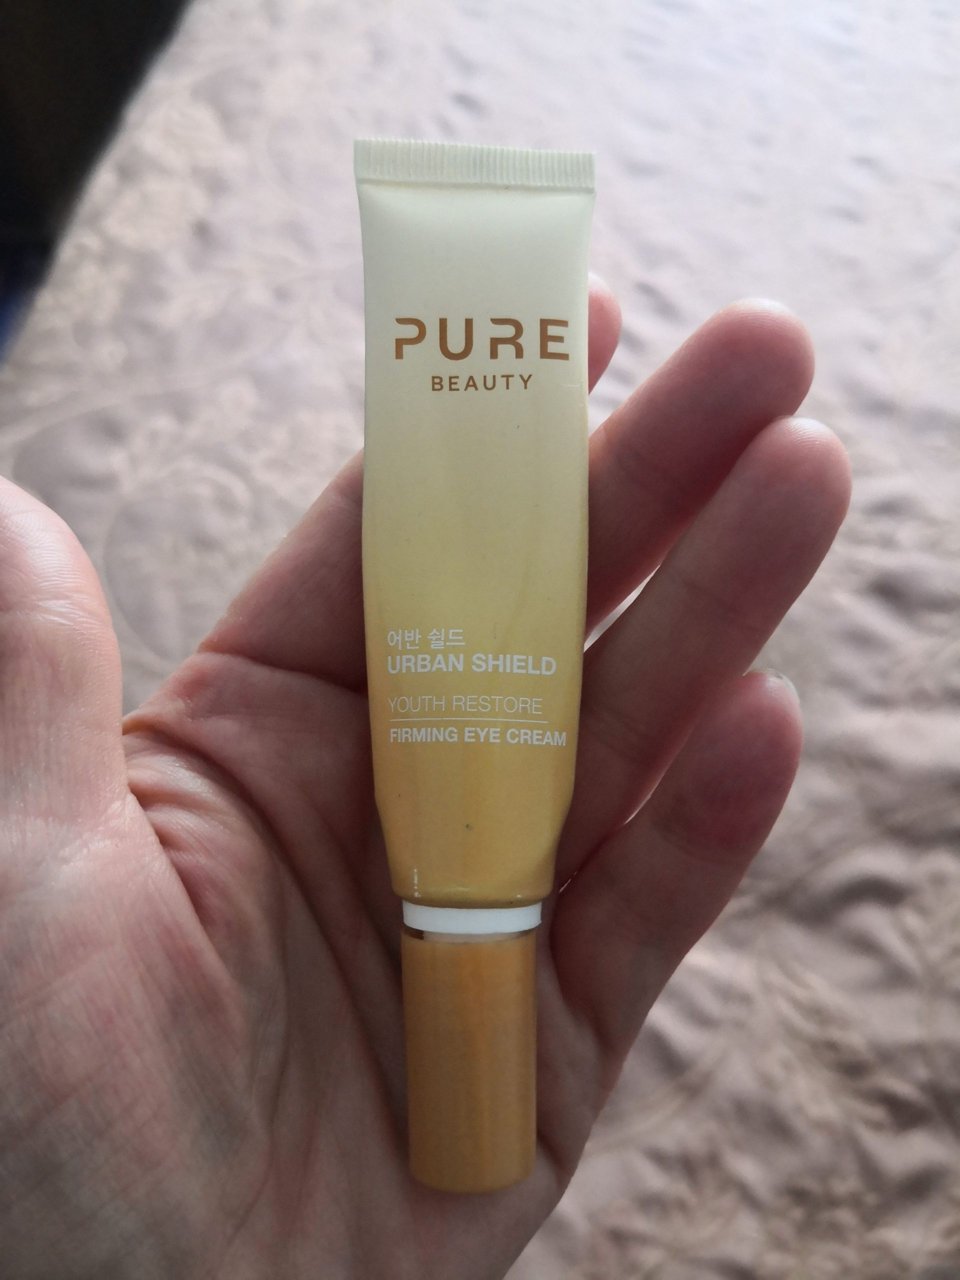 PURE
BEAUTY
어반 쉴드
URBAN SHIELD
YOUTH RESTORE
FIRMING EYE CREAM